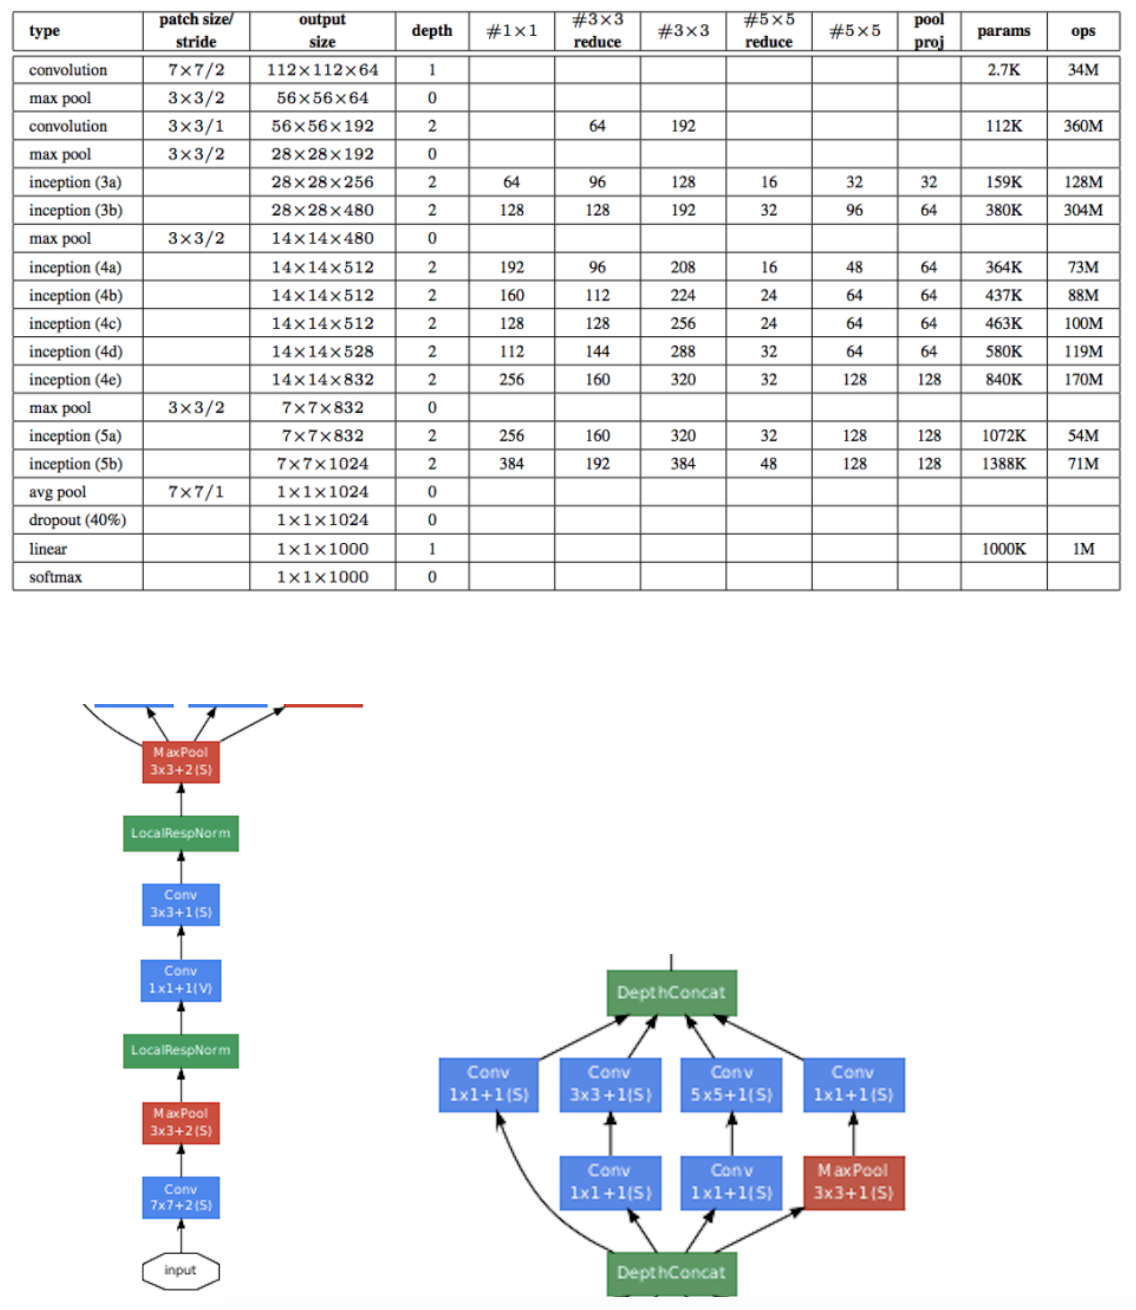 type patch size/ stride output size depth #1×1 #3×3 reduce #3×3 #5×5 reduce #5×5 pool proj params ops
convolution 7×7/2 112×112×64 1 2.7K 34M
max pool 3×3/2 56×56×64 0
convolution 3×3/1 56×56×192 2 64 192 112K 360M
max pool 3×3/2 28×28×192 0
inception (3a) 28×28×256 2 64 96 128 16 32 32 159K 128M
inception (3b) 28×28×480 2 128 128 192 32 96 64 380K 304M
max pool 3×3/2 14×14×480 0
inception (4a) 14×14×512 2 192 96 208 16 48 64 364K 73M
inception (4b) 14×14×512 2 160 112 224 24 64 64 437K 88M
inception (4c) 14×14×512 2 128 128 256 24 64 64 463K 100M
inception (4d) 14×14×528 2 112 144 288 32 64 64 580K 119M
inception (4e) 14×14×832 2 256 160 320 32 128 128 840K 170M
max pool 3×3/2 7×7×832 0
inception (5a) 7×7×832 2 256 160 320 32 128 128 1072K 54M
inception (5b) 7×7×1024 2 384 192 384 48 128 128 1388K 71M
avg pool 7×7/1 1×1×1024 0
dropout (40%) 1×1×1024 0
linear 1×1×1000 1 1000K 1M
softmax 1×1×1000 0
MaxPool
3x3+2(S)
LocalRespNorm
Conv
3x3+1(S)
Conv
1x1+1(V)
LocalRespNorm
MaxPool
3x3+2(S)
Conv
7x7+2(S)
input
DepthConcat
Conv Conv Conv Conv
1x1+1(S) 3x3+1(S) 5x5+1(S) 1x1+1(S)
Conv Conv MaxPool
1x1+1(S) 1x1+1(S) 3x3+1(S)
DepthConcat